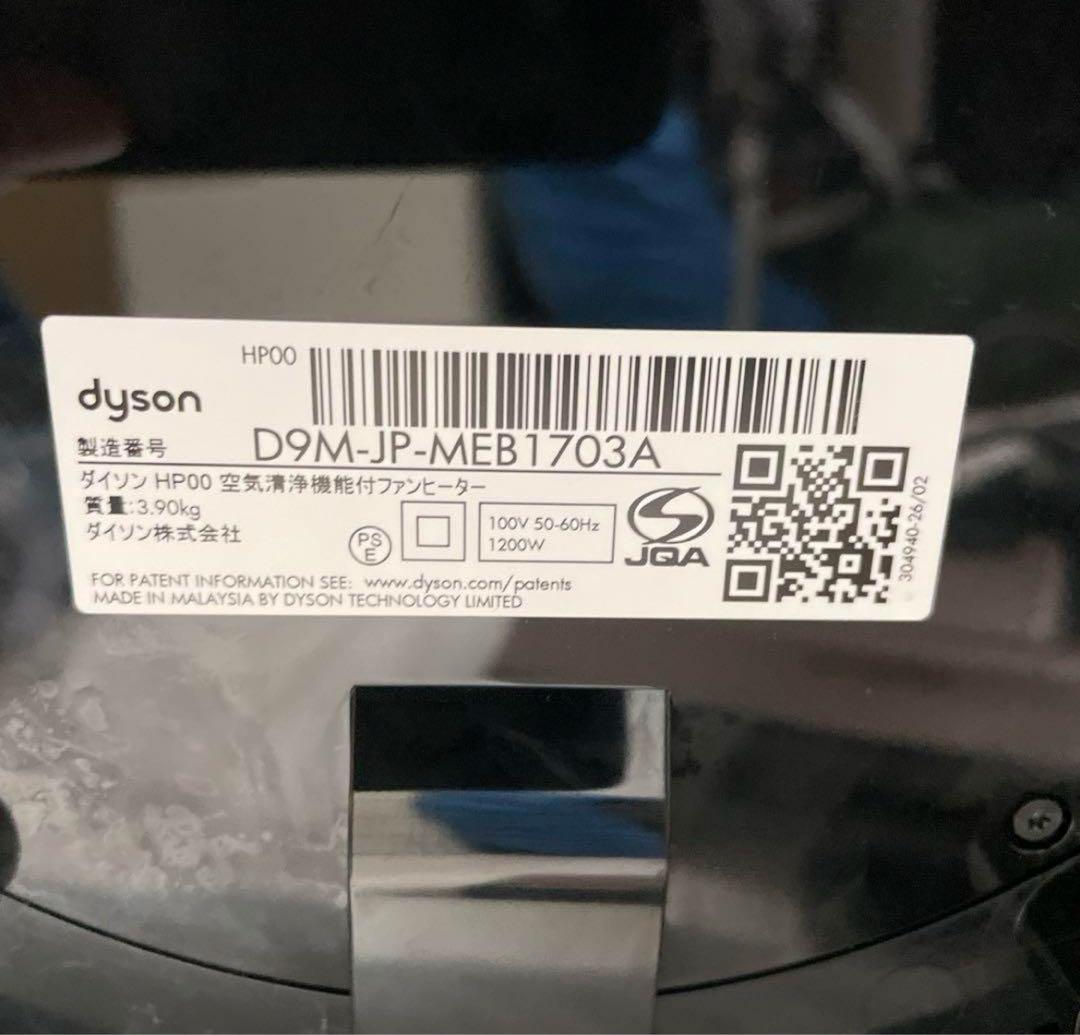 HP00
dyson
製造番号 D9M-JP-MEB1703A
ダイソン HP00 空気清浄機能付ファンヒーター
質量:3.90kg
ダイソン株式会社
PS
E
100V 50-60Hz
1200W
JQA
FOR PATENT INFORMATION SEE: www.dyson.com/patents
MADE IN MALAYSIA BY DYSON TECHNOLOGY LIMITED
304940-26/02